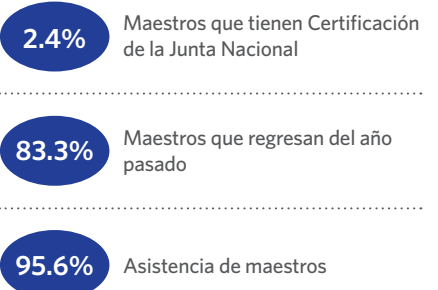 2.4%
Maestros que tienen Certificación
de la Junta Nacional
83.3%
Maestros que regresan del año
pasado
95.6%
Asistencia de maestros